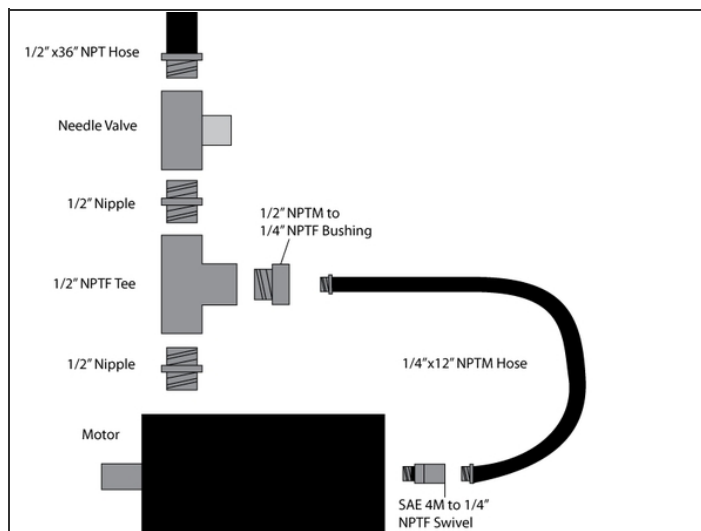 1/2” x36” NPT Hose
Needle Valve
1/2” Nipple
1/2” NPTM to
1/4” NPTF Bushing
1/2” NPTF Tee
1/2” Nipple
1/4”x12” NPTM Hose
Motor
SAE 4M to 1/4”
NPTF Swivel